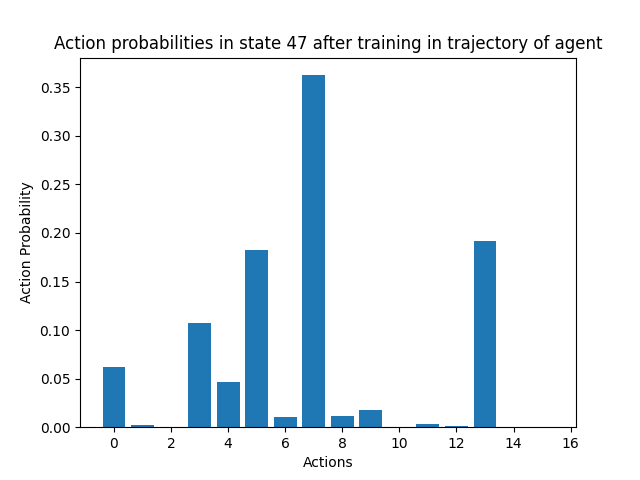 Action probabilities in state 47 after training in trajectory of agent
0.35
0.30
0.25
0.20
0.15
0.10
0.05
0.00
Action Probability
0 2 4 6 8 10 12 14 16
Actions